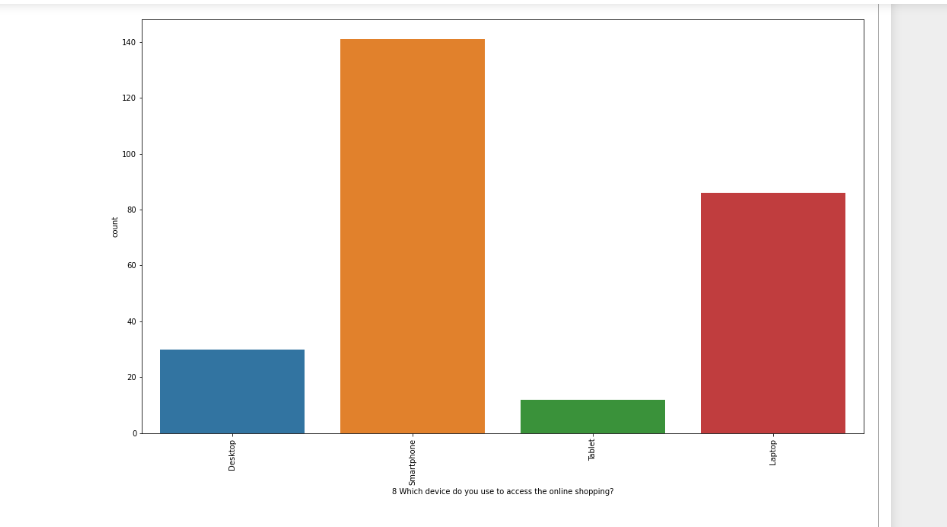 140
120
100
80
60
40
20
0
count
Desktop
Smartphone
Tablet
Laptop
8 Which device do you use to access the online shopping?